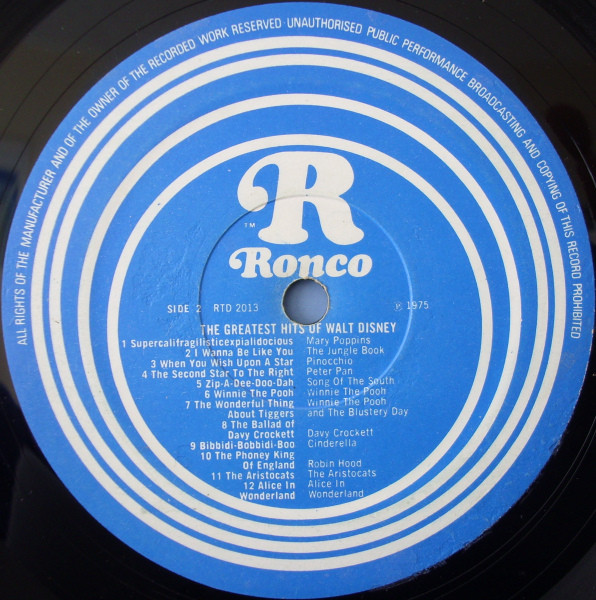 ALL RIGHTS OF THE MANUFACTURER AND OF THE OWNER OF THE RECORDED WORK RESERVED · UNAUTHORISED PUBLIC PERFORMANCE BROADCASTING AND COPYING OF THIS RECORD PROHIBITED
R
TM
Ronco
SIDE 2 RTD 2013 ℗ 1975
THE GREATEST HITS OF WALT DISNEY
1 Supercalifragilisticexpialidocious Mary Poppins
2 I Wanna Be Like You The Jungle Book
3 When You Wish Upon A Star Pinocchio
4 The Second Star To The Right Peter Pan
5 Zip-A-Dee-Doo-Dah Song Of The South
6 Winnie The Pooh Winnie The Pooh
7 The Wonderful Thing Winnie The Pooh
About Tiggers and The Blustery Day
8 The Ballad of
Davy Crockett Davy Crockett
9 Bibbidi-Bobbidi-Boo Cinderella
10 The Phoney King
Of England Robin Hood
11 The Aristocats The Aristocats
12 Alice In Alice In
Wonderland Wonderland